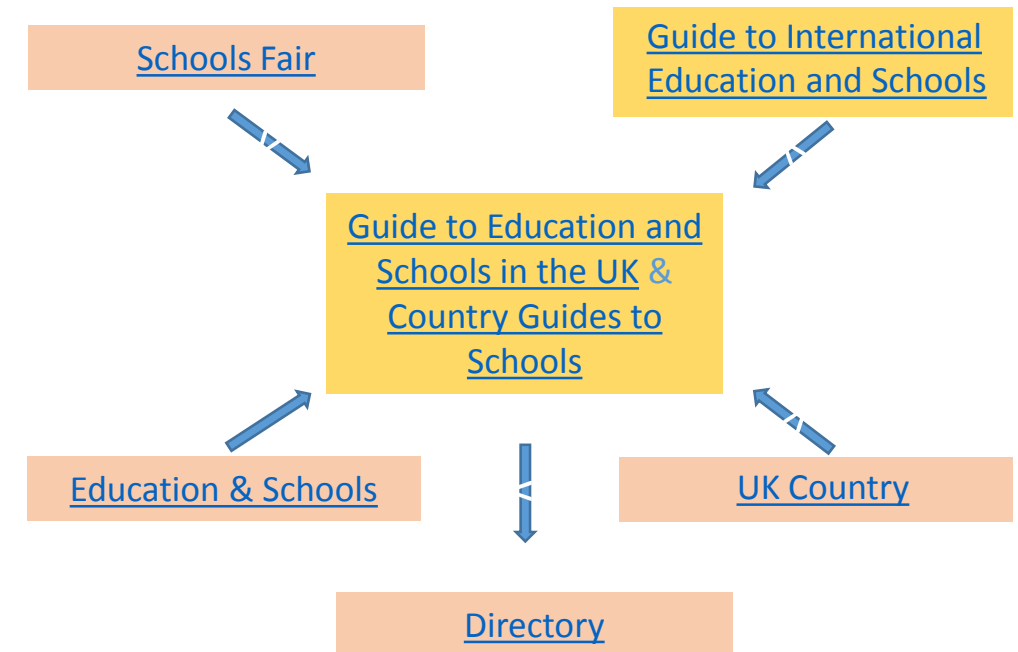 Schools Fair
Guide to International
Education and Schools
Guide to Education and
Schools in the UK &
Country Guides to
Schools
Education & Schools
UK Country
Directory